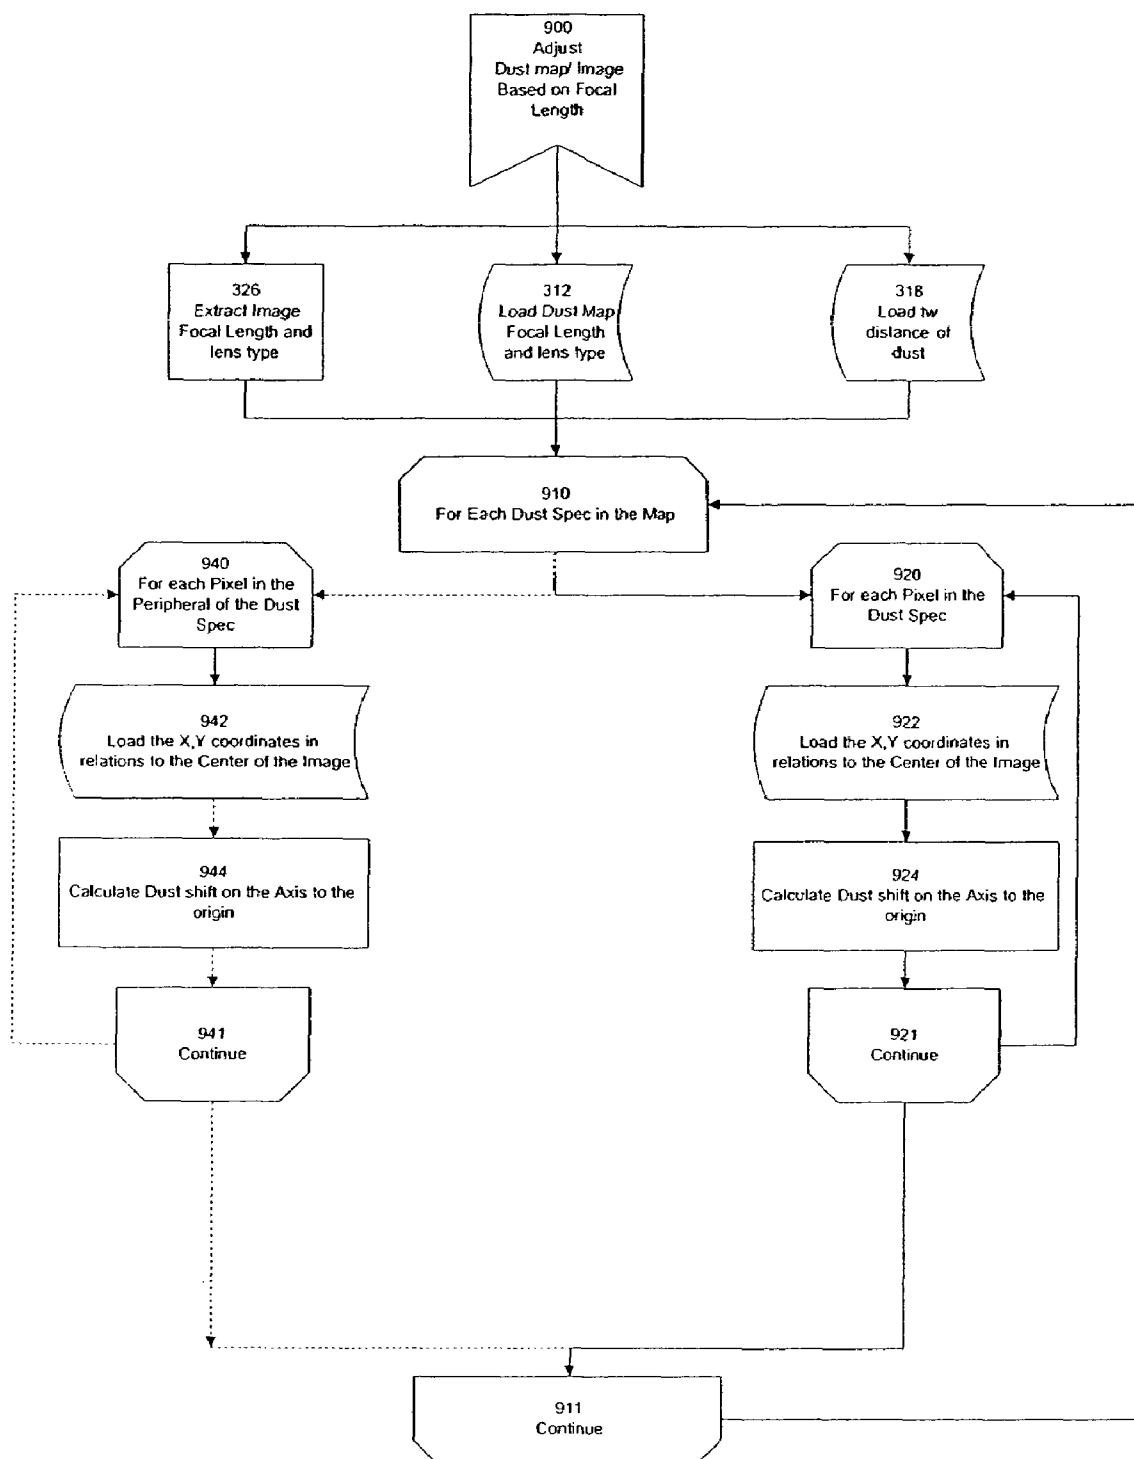 900
Adjust
Dust map/ Image
Based on Focal
Length
326
Extract Image
Focal Length and
lens type
312
Load Dust Map
Focal Length
and lens type
318
Load tw
distance of
dust
910
For Each Dust Spec in the Map
940
For each Pixel in the
Peripheral of the Dust
Spec
920
For each Pixel in the
Dust Spec
942
Load the X,Y coordinates in
relations to the Center of the Image
922
Load the X,Y coordinates in
relations to the Center of the Image
944
Calculate Dust shift on the Axis to the
origin
924
Calculate Dust shift on the Axis to the
origin
941
Continue
921
Continue
911
Continue